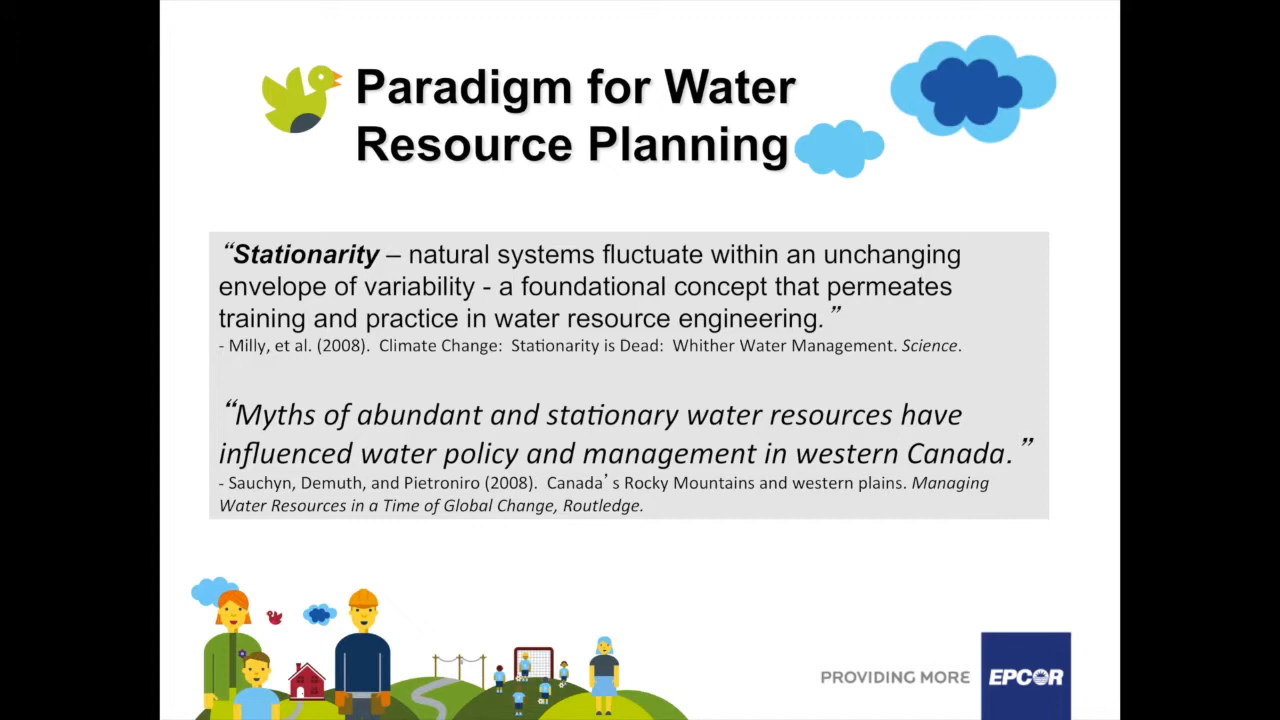 Paradigm for Water
Resource Planning
“Stationarity – natural systems fluctuate within an unchanging
envelope of variability - a foundational concept that permeates
training and practice in water resource engineering.”
- Milly, et al. (2008).  Climate Change:  Stationarity is Dead:  Whither Water Management. Science.
“Myths of abundant and stationary water resources have
influenced water policy and management in western Canada.”
- Sauchyn, Demuth, and Pietroniro (2008).  Canada’s Rocky Mountains and western plains. Managing
Water Resources in a Time of Global Change, Routledge.
PROVIDING MORE
EPCOR